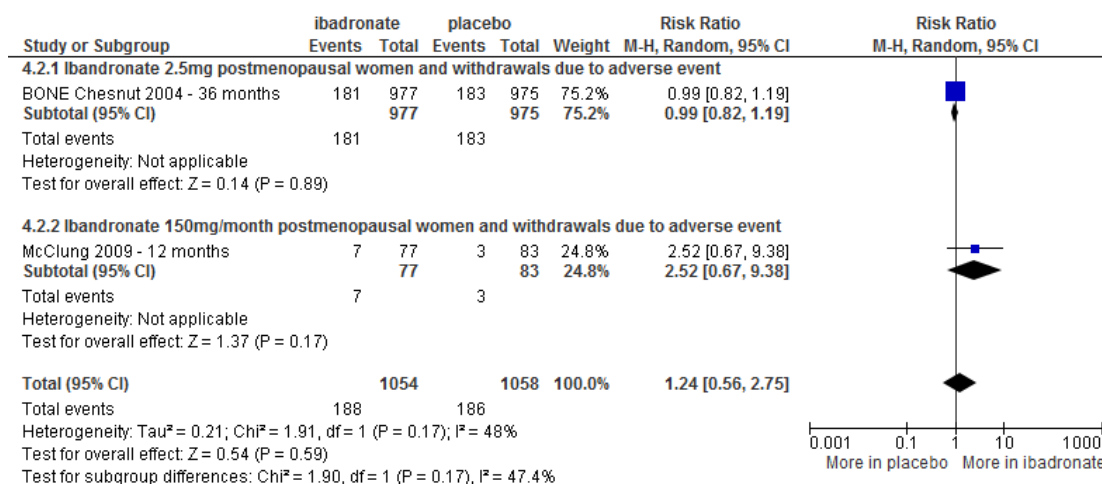 ibadronate placebo Risk Ratio Risk Ratio
Study or Subgroup Events Total Events Total Weight M-H, Random, 95% CI M-H, Random, 95% CI
4.2.1 Ibandronate 2.5mg postmenopausal women and withdrawals due to adverse event
BONE Chesnut 2004 - 36 months 181 977 183 975 75.2% 0.99 [0.82, 1.19]
Subtotal (95% CI) 977 975 75.2% 0.99 [0.82, 1.19]
Total events 181 183
Heterogeneity: Not applicable
Test for overall effect: Z = 0.14 (P = 0.89)
4.2.2 Ibandronate 150mg/month postmenopausal women and withdrawals due to adverse event
McClung 2009 - 12 months 7 77 3 83 24.8% 2.52 [0.67, 9.38]
Subtotal (95% CI) 77 83 24.8% 2.52 [0.67, 9.38]
Total events 7 3
Heterogeneity: Not applicable
Test for overall effect: Z = 1.37 (P = 0.17)
Total (95% CI) 1054 1058 100.0% 1.24 [0.56, 2.75]
Total events 188 186
Heterogeneity: Tau² = 0.21; Chi² = 1.91, df = 1 (P = 0.17); I² = 48%
Test for overall effect: Z = 0.54 (P = 0.59)
Test for subgroup differences: Chi² = 1.90, df = 1 (P = 0.17), I² = 47.4%
0.001 0.1 1 10 1000
More in placebo More in ibadronate